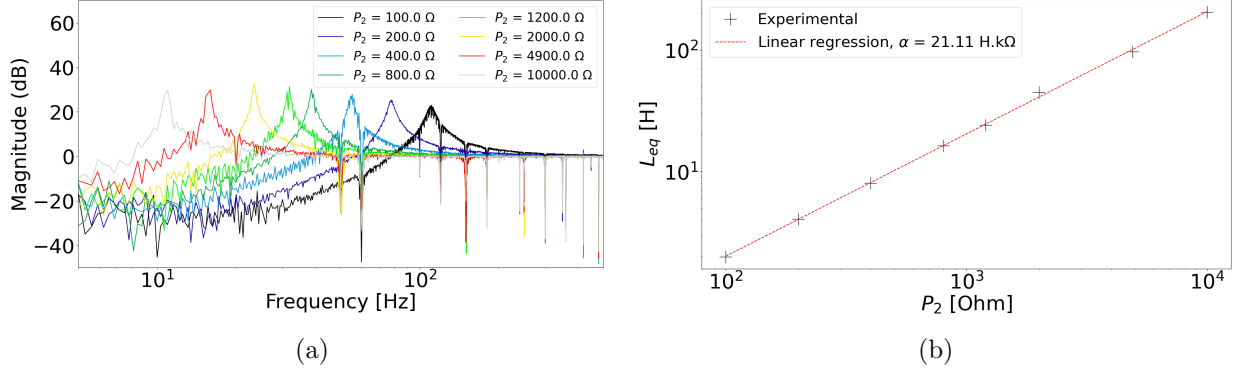 60
40
20
0
−20
−40
Magnitude (dB)
P₂ = 100.0 Ω
P₂ = 200.0 Ω
P₂ = 400.0 Ω
P₂ = 800.0 Ω
P₂ = 1200.0 Ω
P₂ = 2000.0 Ω
P₂ = 4900.0 Ω
P₂ = 10000.0 Ω
10¹
10²
Frequency [Hz]
(a)
Experimental
Linear regression, α = 21.11 H.kΩ
10²
10¹
L_eq [H]
10²
10³
10⁴
P₂ [Ohm]
(b)